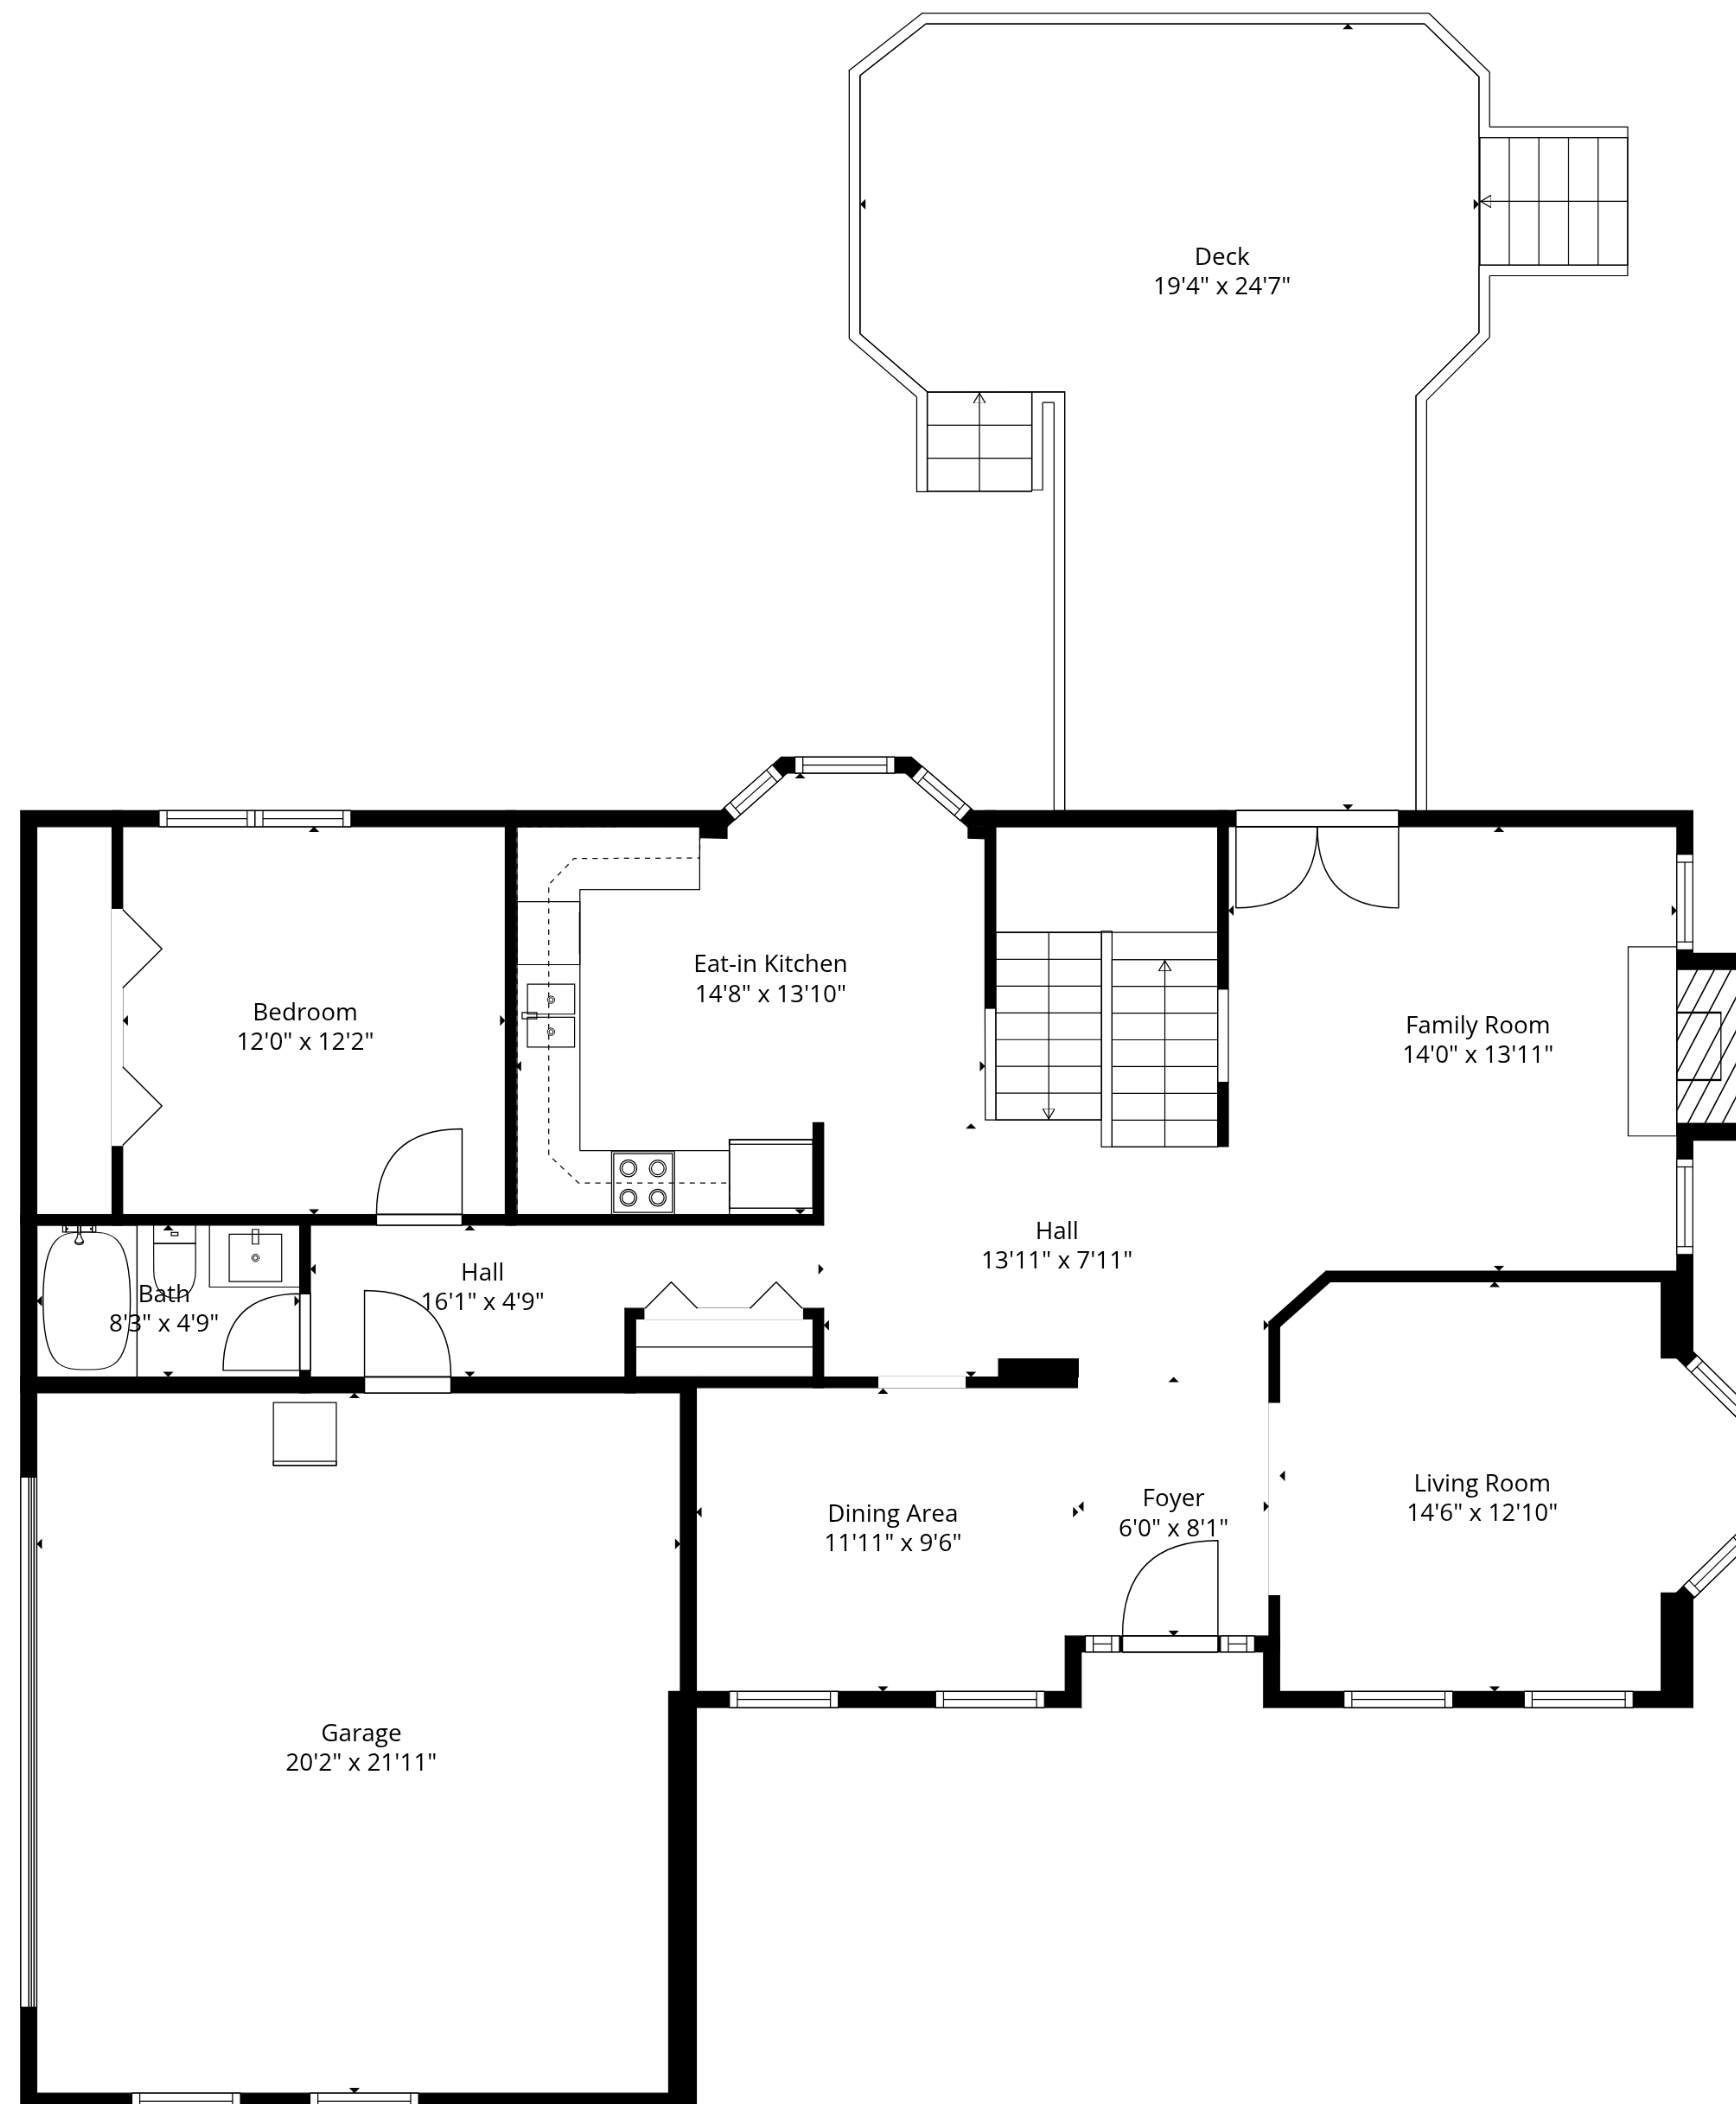 Deck
19'4" x 24'7"
Eat-in Kitchen
14'8" x 13'10"
Bedroom
12'0" x 12'2"
Family Room
14'0" x 13'11"
Hall
13'11" x 7'11"
Hall
16'1" x 4'9"
Bath
8'3" x 4'9"
Living Room
14'6" x 12'10"
Foyer
6'0" x 8'1"
Dining Area
11'11" x 9'6"
Garage
20'2" x 21'11"